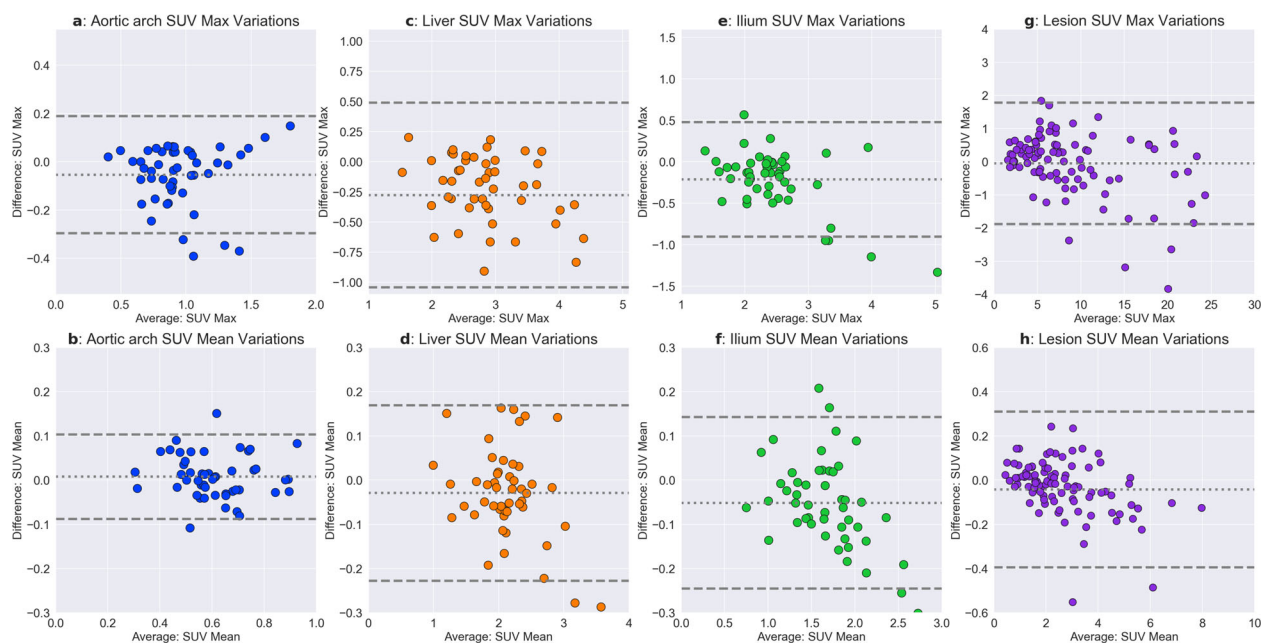 a: Aortic arch SUV Max Variations
Difference: SUV Max
0.4
0.2
0.0
−0.2
−0.4
0.0 0.5 1.0 1.5 2.0
Average: SUV Max
c: Liver SUV Max Variations
Difference: SUV Max
1.00
0.75
0.50
0.25
0.00
−0.25
−0.50
−0.75
−1.00
1 2 3 4 5
Average: SUV Max
e: Ilium SUV Max Variations
Difference: SUV Max
1.5
1.0
0.5
0.0
−0.5
−1.0
−1.5
1 2 3 4 5
Average: SUV Max
g: Lesion SUV Max Variations
Difference: SUV Max
4
3
2
1
0
−1
−2
−3
−4
0 5 10 15 20 25 30
Average: SUV Max
b: Aortic arch SUV Mean Variations
Difference: SUV Mean
0.3
0.2
0.1
0.0
−0.1
−0.2
−0.3
0.0 0.2 0.4 0.6 0.8 1.0
Average: SUV Mean
d: Liver SUV Mean Variations
Difference: SUV Mean
0.3
0.2
0.1
0.0
−0.1
−0.2
−0.3
0 1 2 3 4
Average: SUV Mean
f: Ilium SUV Mean Variations
Difference: SUV Mean
0.3
0.2
0.1
0.0
−0.1
−0.2
−0.3
0.0 0.5 1.0 1.5 2.0 2.5 3.0
Average: SUV Mean
h: Lesion SUV Mean Variations
Difference: SUV Mean
0.6
0.4
0.2
0.0
−0.2
−0.4
−0.6
0 2 4 6 8 10
Average: SUV Mean